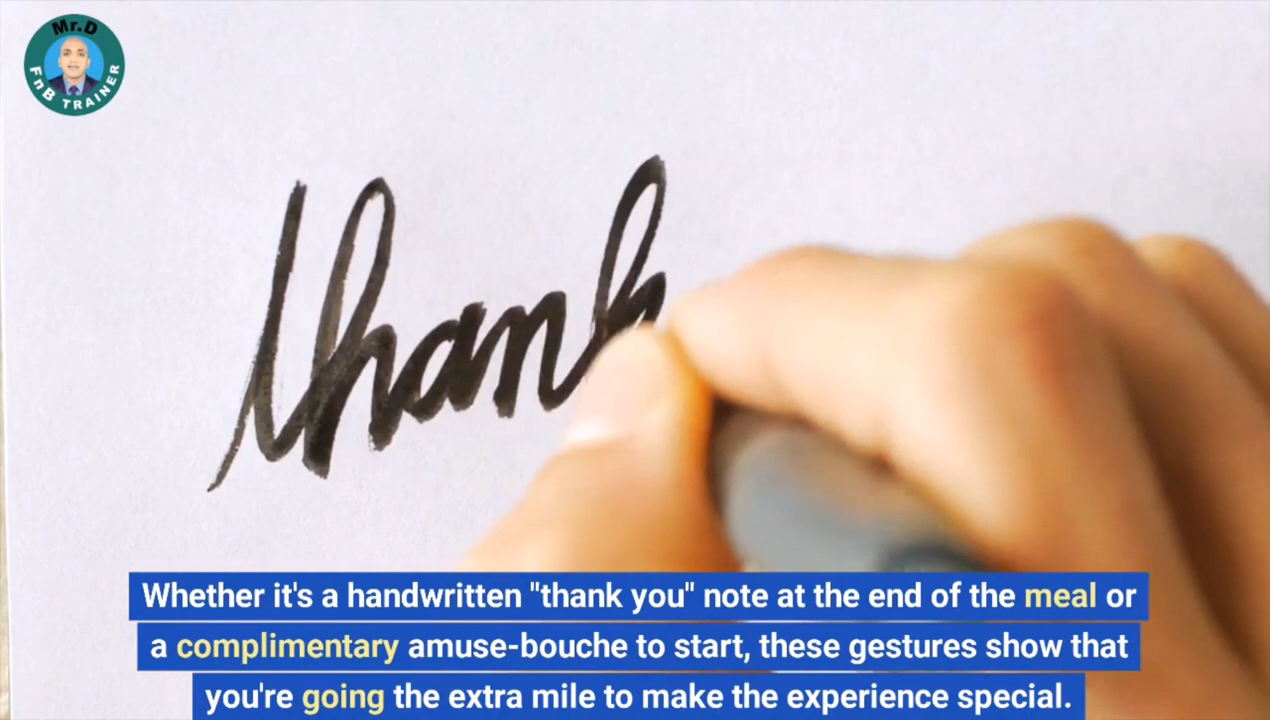 Mr.D
FnB TRAINER
thank
Whether it's a handwritten "thank you" note at the end of the meal or
a complimentary amuse-bouche to start, these gestures show that
you're going the extra mile to make the experience special.